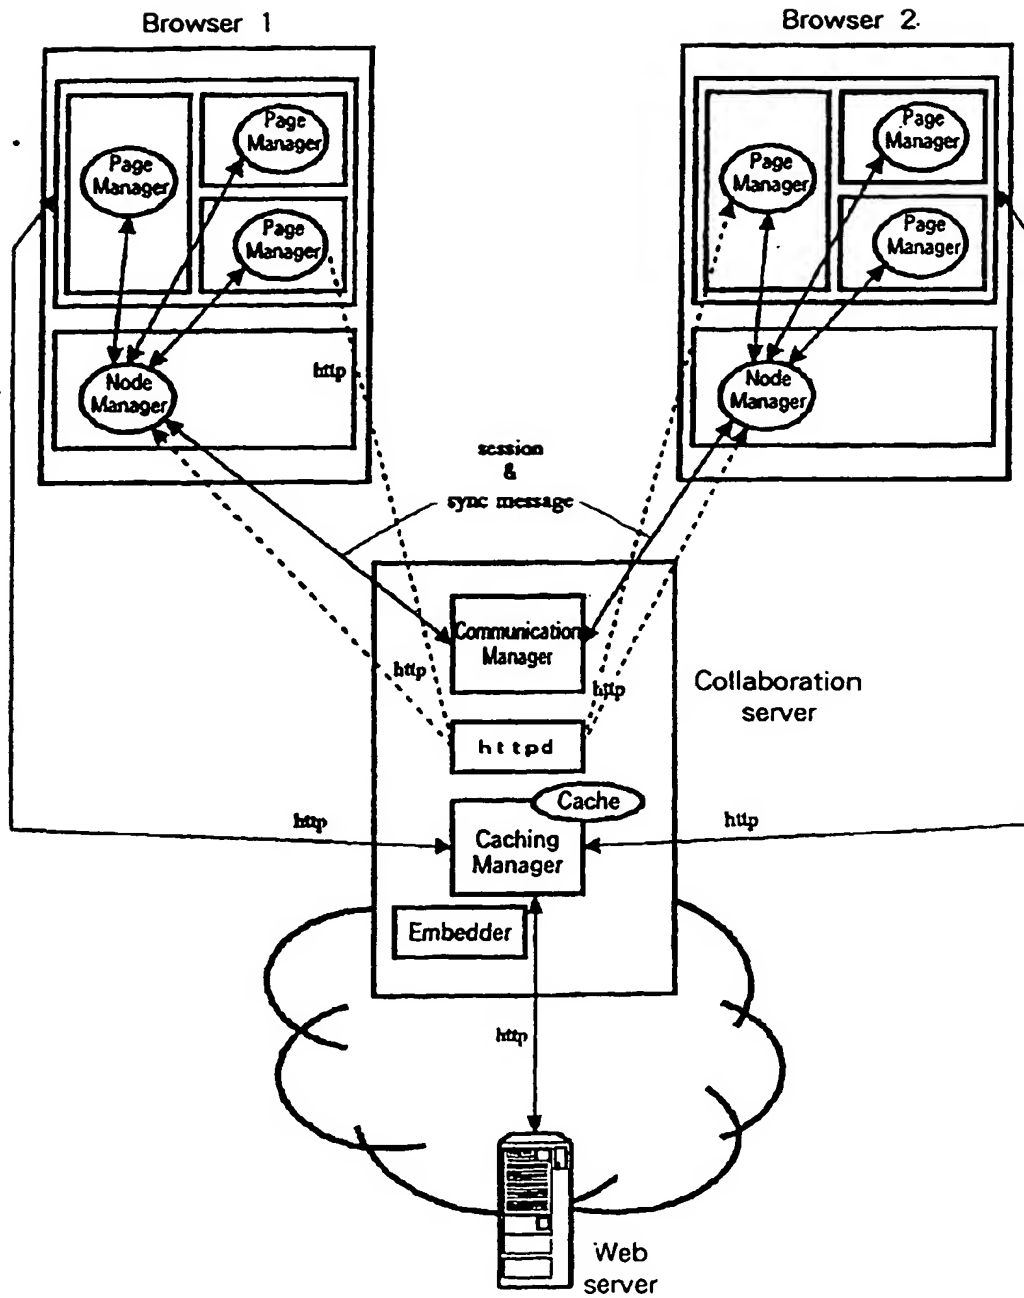 Browser 1
Browser 2.
Page
Manager
Page
Manager
Page
Manager
Page
Manager
Page
Manager
Page
Manager
http
Node
Manager
Node
Manager
session
&
sync message
Communication
Manager
http
http
Collaboration
server
httpd
Cache
http
http
Caching
Manager
Embedder
http
Web
server